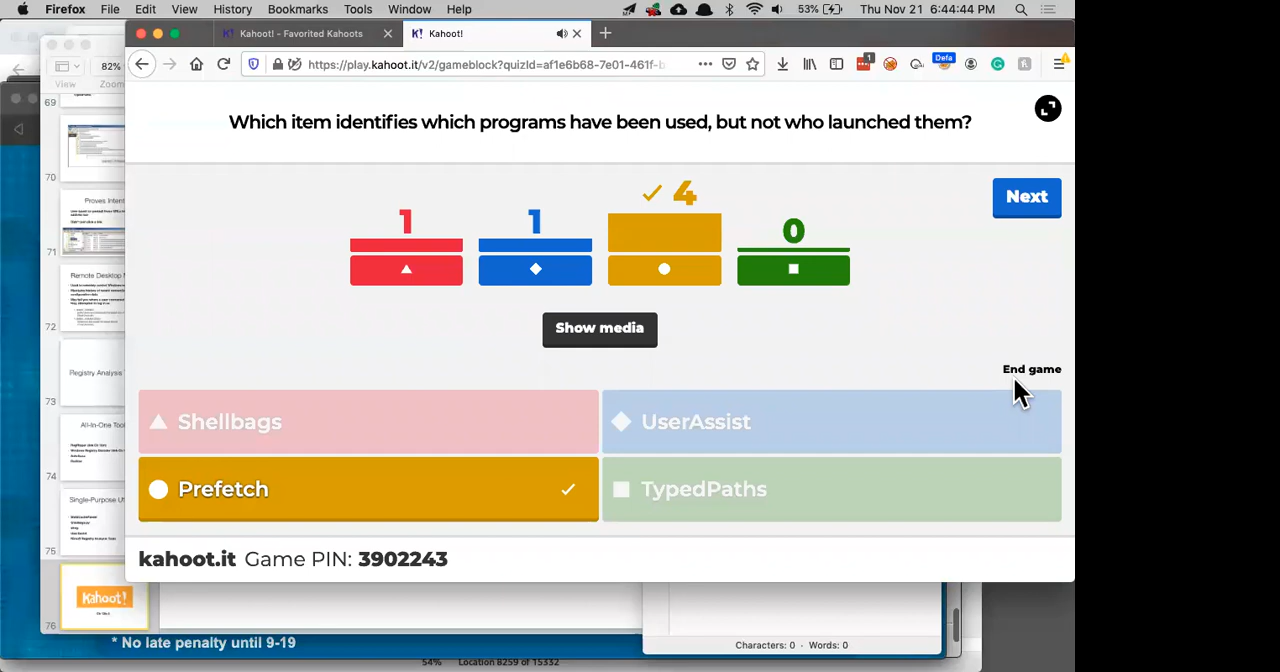 Firefox File Edit View History Bookmarks Tools Window Help 53% Thu Nov 21 6:44:44 PM
Kahoot! - Favorited Kahoots
K! Kahoot!
82%
View Zoom
https://play.kahoot.it/v2/gameblock?quizId=af1e6b68-7e01-461f-b
1
Defa
Which item identifies which programs have been used, but not who launched them?
1
1
4
0
Next
Show media
End game
Shellbags
UserAssist
Prefetch
TypedPaths
kahoot.it Game PIN: 3902243
69
70
Proves Intent
71
Remote Desktop
72
Registry Analysis
73
All-In-One Tool
74
Single-Purpose U
75
Kahoot!
76
* No late penalty until 9-19
Characters: 0 · Words: 0
54% Location 8259 of 15332